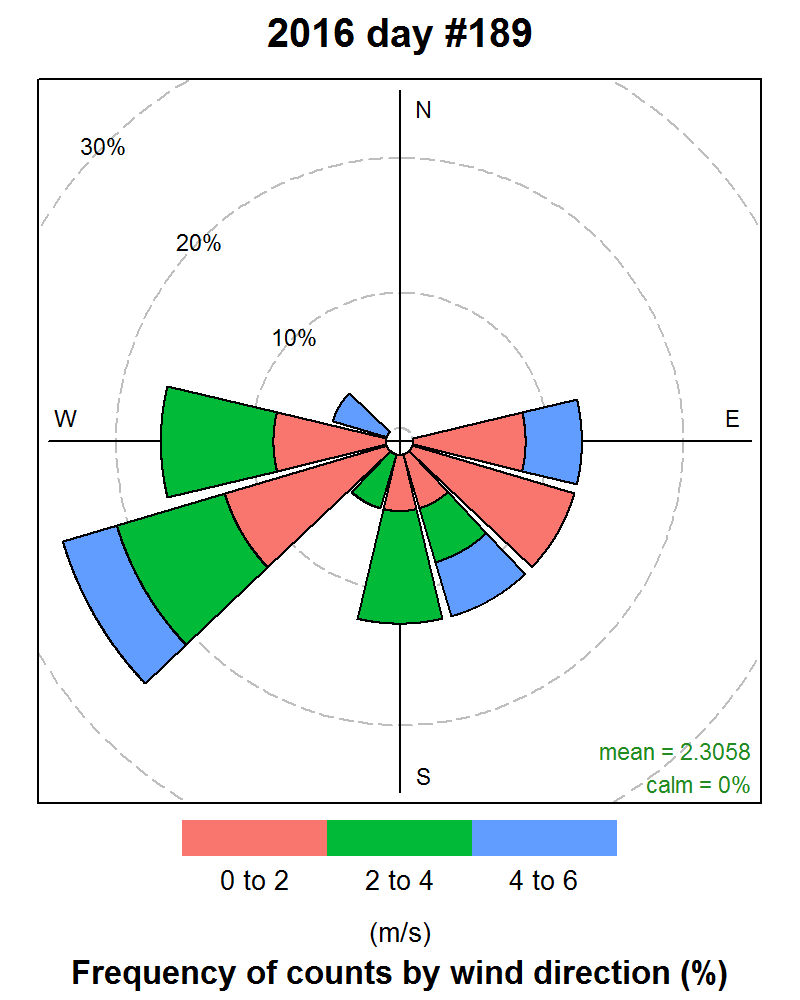 2016 day #189
N
30%
20%
10%
W
E
S
mean = 2.3058
calm = 0%
0 to 2
2 to 4
4 to 6
(m/s)
Frequency of counts by wind direction (%)